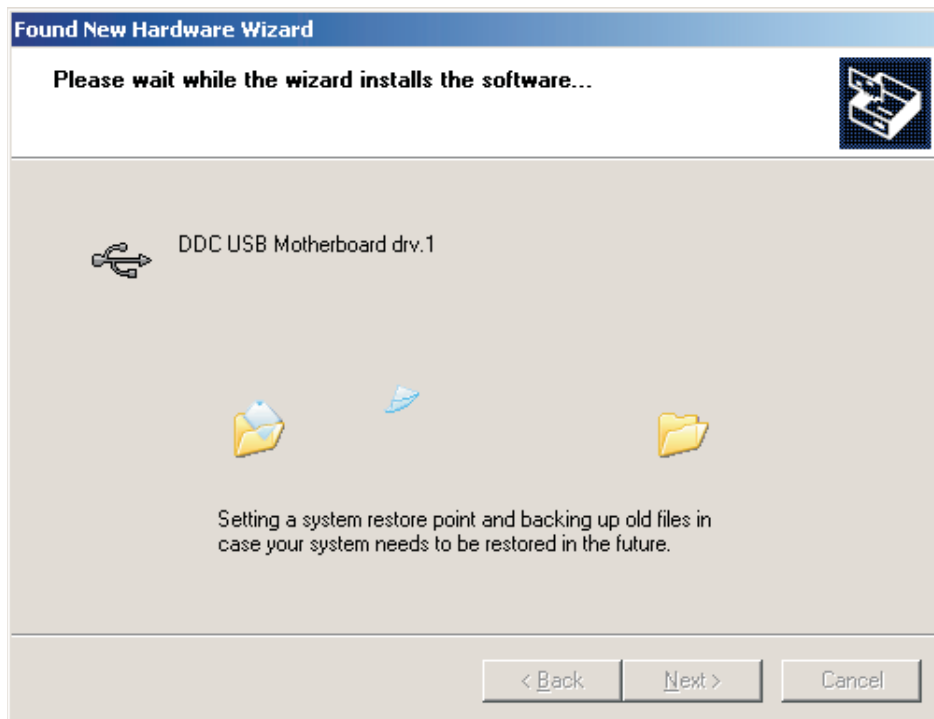 Found New Hardware Wizard
Please wait while the wizard installs the software...
DDC USB Motherboard drv.1
Setting a system restore point and backing up old files in
case your system needs to be restored in the future.
< Back
Next >
Cancel